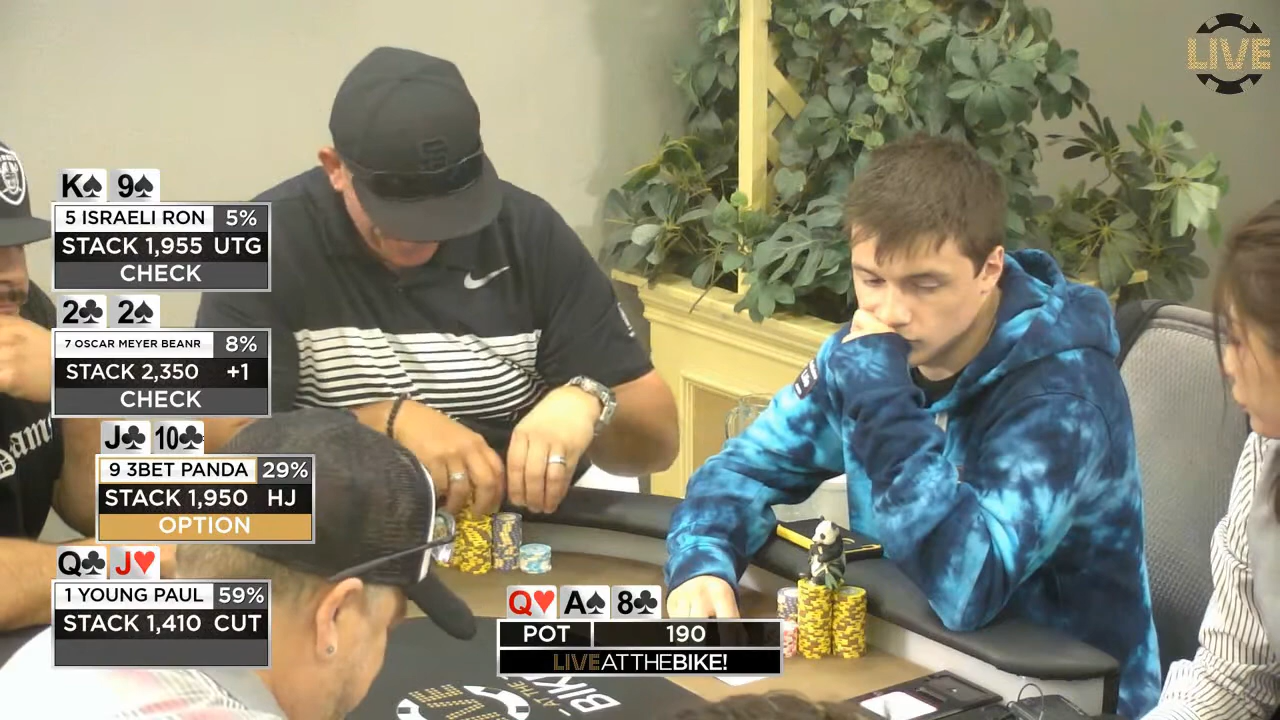 LIVE
K♠ 9♠
5 ISRAELI RON 5%
STACK 1,955 UTG
CHECK
2♣ 2♠
7 OSCAR MEYER BEANR 8%
STACK 2,350 +1
CHECK
J♣ 10♣
9 3BET PANDA 29%
STACK 1,950 HJ
OPTION
Q♣ J♥
1 YOUNG PAUL 59%
STACK 1,410 CUT
Q♥ A♠ 8♣
POT 190
LIVEATTHEBIKE!
AT THE